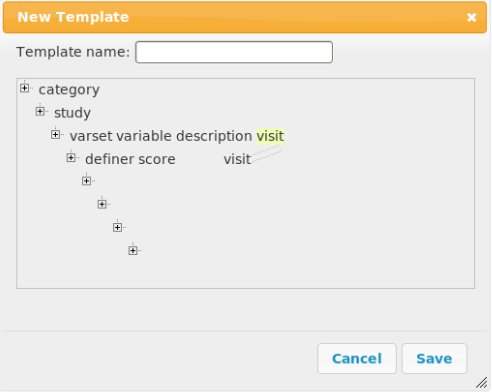 New Template
Template name:
category
study
varset variable description visit
definer score visit
Cancel Save